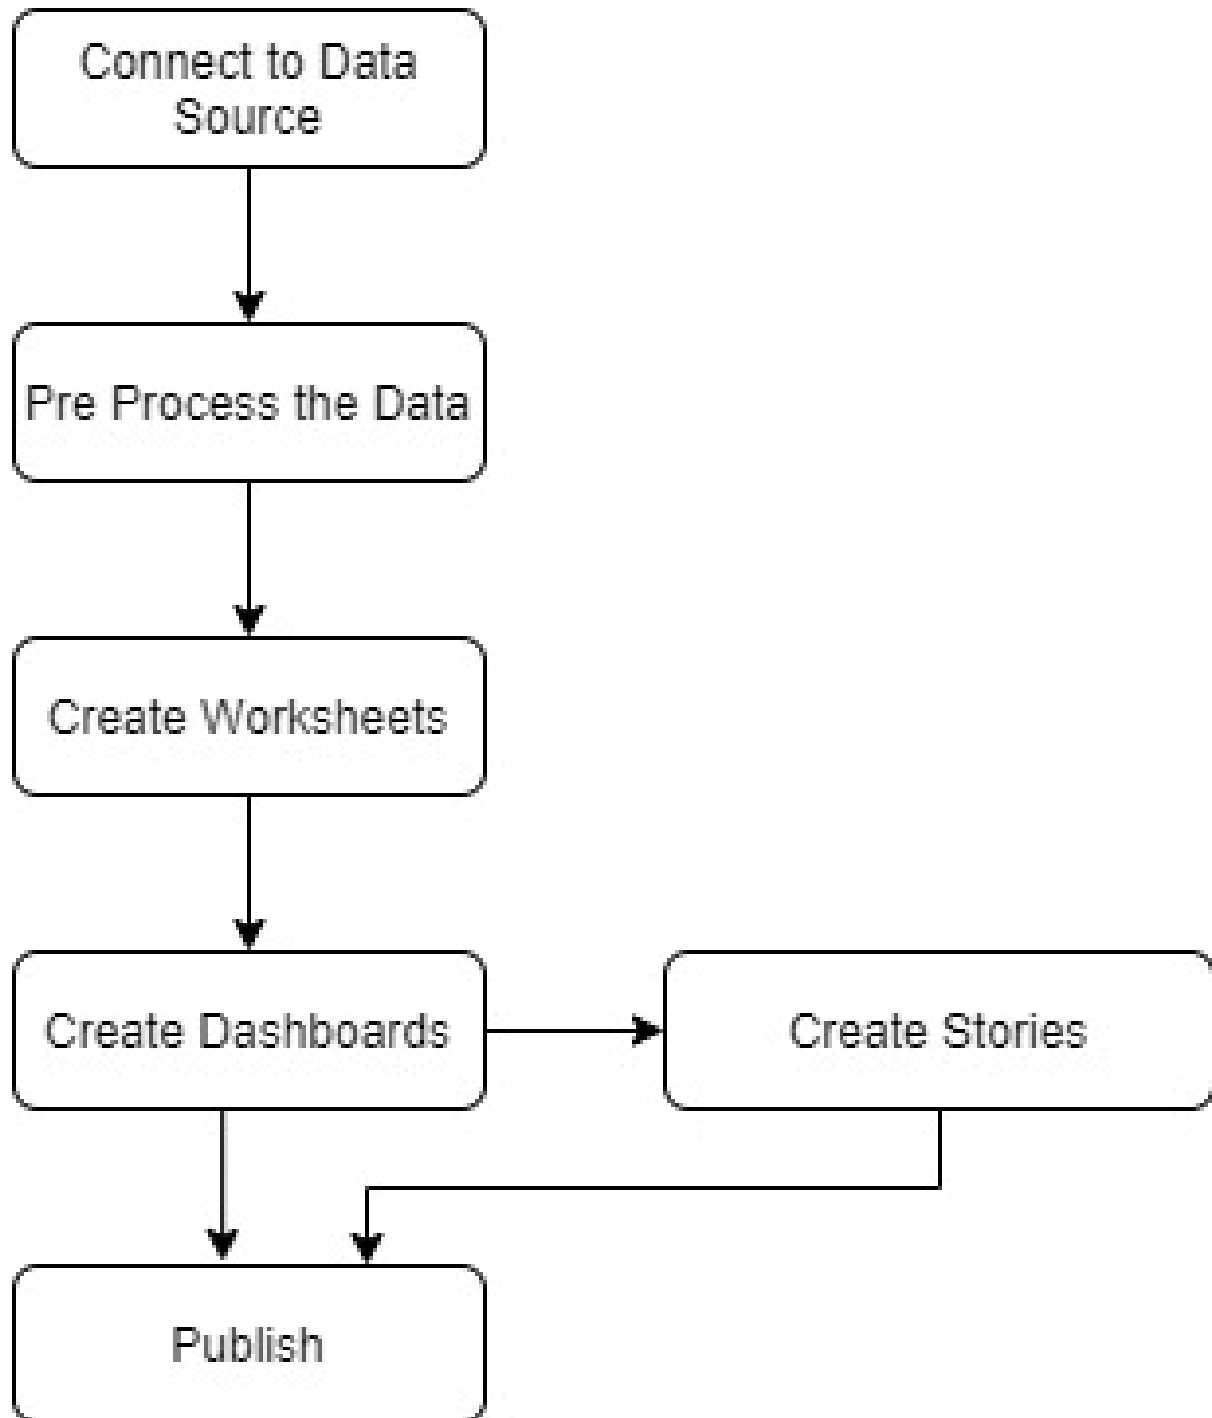 Connect to Data
Source
Pre Process the Data
Create Worksheets
Create Dashboards
Create Stories
Publish